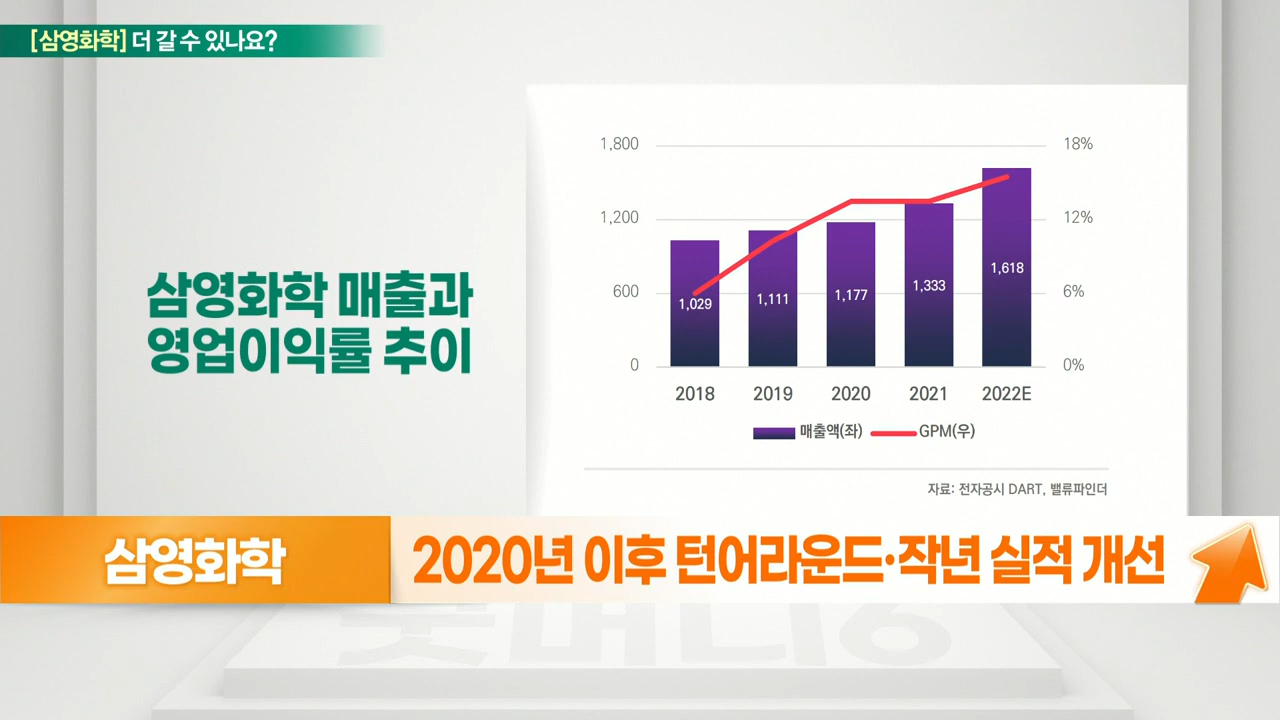 [삼영화학] 더 갈 수 있나요?
삼영화학 매출과
영업이익률 추이
1,800
1,200
600
0
18%
12%
6%
0%
1,029
1,111
1,177
1,333
1,618
2018 2019 2020 2021 2022E
매출액(좌) GPM(우)
자료: 전자공시 DART, 밸류파인더
삼영화학
2020년 이후 턴어라운드·작년 실적 개선
굿머니6